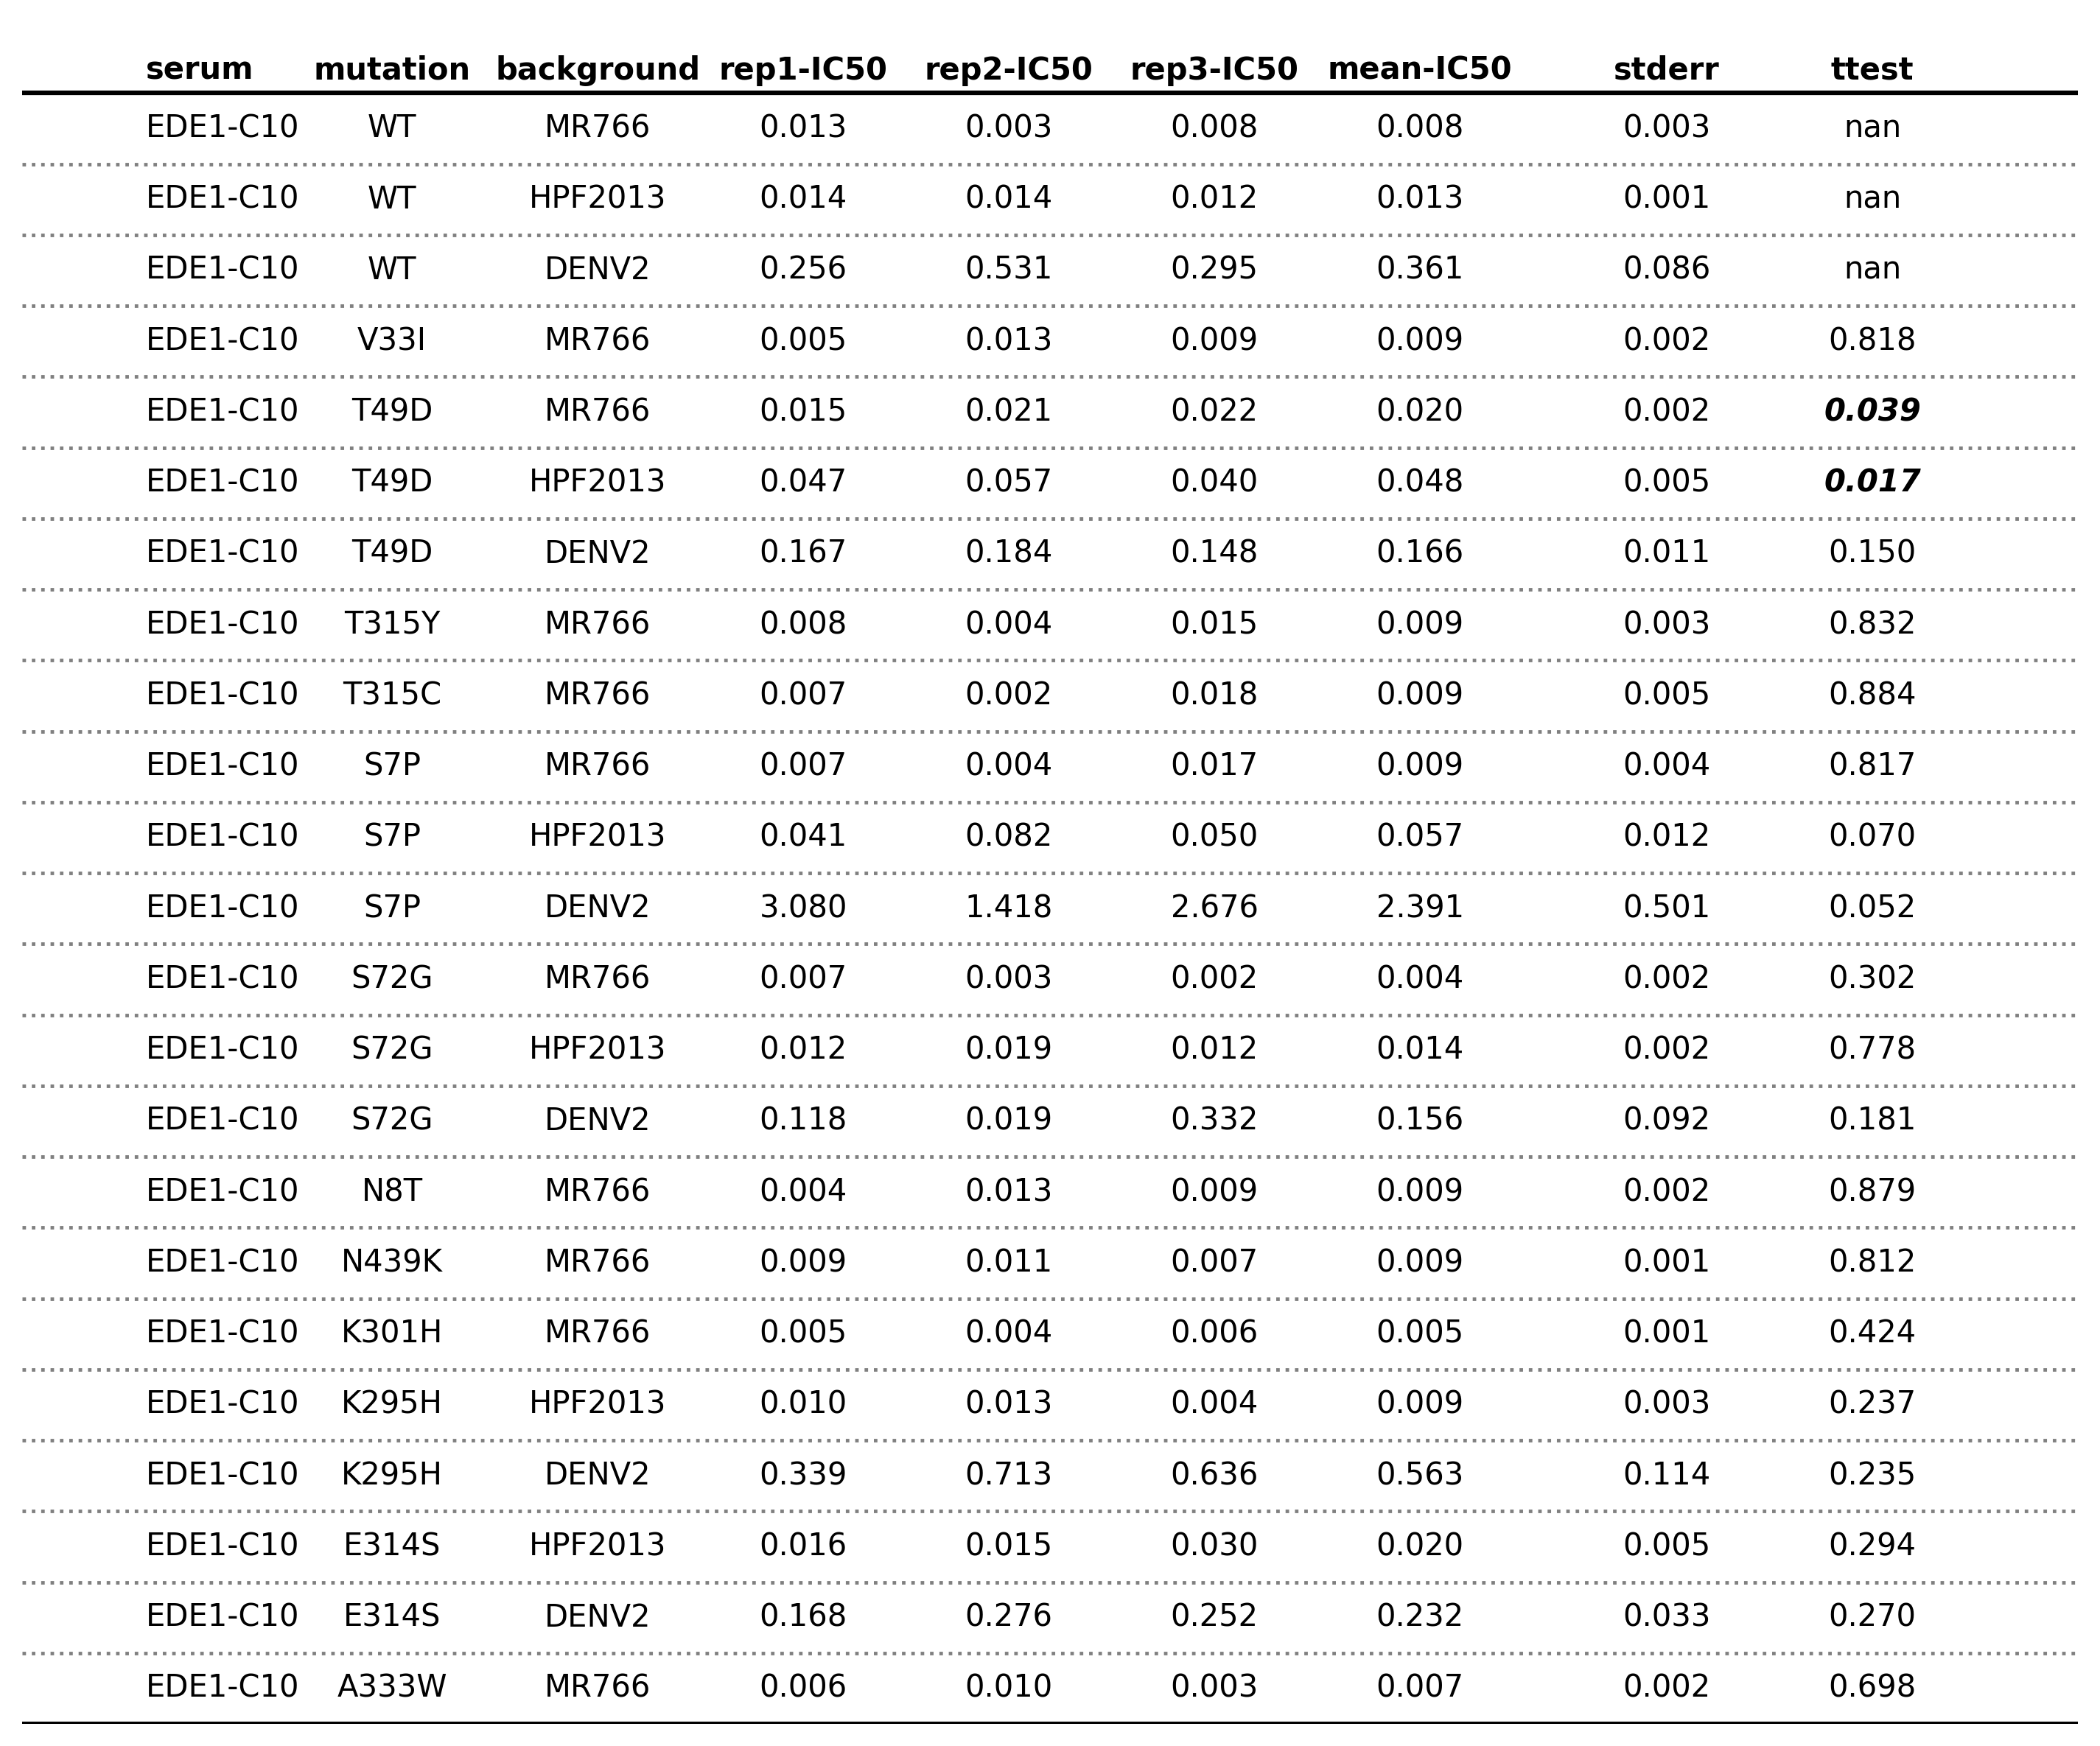 serum mutation background rep1-IC50 rep2-IC50 rep3-IC50 mean-IC50 stderr ttest
EDE1-C10 WT MR766 0.013 0.003 0.008 0.008 0.003 nan
EDE1-C10 WT HPF2013 0.014 0.014 0.012 0.013 0.001 nan
EDE1-C10 WT DENV2 0.256 0.531 0.295 0.361 0.086 nan
EDE1-C10 V33I MR766 0.005 0.013 0.009 0.009 0.002 0.818
EDE1-C10 T49D MR766 0.015 0.021 0.022 0.020 0.002 0.039
EDE1-C10 T49D HPF2013 0.047 0.057 0.040 0.048 0.005 0.017
EDE1-C10 T49D DENV2 0.167 0.184 0.148 0.166 0.011 0.150
EDE1-C10 T315Y MR766 0.008 0.004 0.015 0.009 0.003 0.832
EDE1-C10 T315C MR766 0.007 0.002 0.018 0.009 0.005 0.884
EDE1-C10 S7P MR766 0.007 0.004 0.017 0.009 0.004 0.817
EDE1-C10 S7P HPF2013 0.041 0.082 0.050 0.057 0.012 0.070
EDE1-C10 S7P DENV2 3.080 1.418 2.676 2.391 0.501 0.052
EDE1-C10 S72G MR766 0.007 0.003 0.002 0.004 0.002 0.302
EDE1-C10 S72G HPF2013 0.012 0.019 0.012 0.014 0.002 0.778
EDE1-C10 S72G DENV2 0.118 0.019 0.332 0.156 0.092 0.181
EDE1-C10 N8T MR766 0.004 0.013 0.009 0.009 0.002 0.879
EDE1-C10 N439K MR766 0.009 0.011 0.007 0.009 0.001 0.812
EDE1-C10 K301H MR766 0.005 0.004 0.006 0.005 0.001 0.424
EDE1-C10 K295H HPF2013 0.010 0.013 0.004 0.009 0.003 0.237
EDE1-C10 K295H DENV2 0.339 0.713 0.636 0.563 0.114 0.235
EDE1-C10 E314S HPF2013 0.016 0.015 0.030 0.020 0.005 0.294
EDE1-C10 E314S DENV2 0.168 0.276 0.252 0.232 0.033 0.270
EDE1-C10 A333W MR766 0.006 0.010 0.003 0.007 0.002 0.698